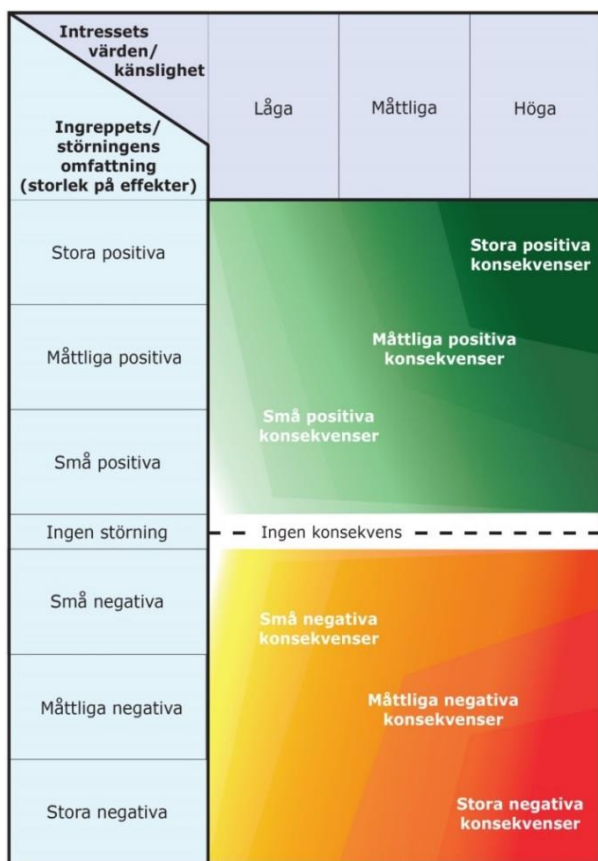 Intressets
värden/
känslighet
Ingreppets/
störningens
omfattning
(storlek på effekter)
Låga
Måttliga
Höga
Stora positiva
Stora positiva
konsekvenser
Måttliga positiva
Måttliga positiva
konsekvenser
Små positiva
Små positiva
konsekvenser
Ingen störning
Ingen konsekvens
Små negativa
Små negativa
konsekvenser
Måttliga negativa
Måttliga negativa
konsekvenser
Stora negativa
Stora negativa
konsekvenser